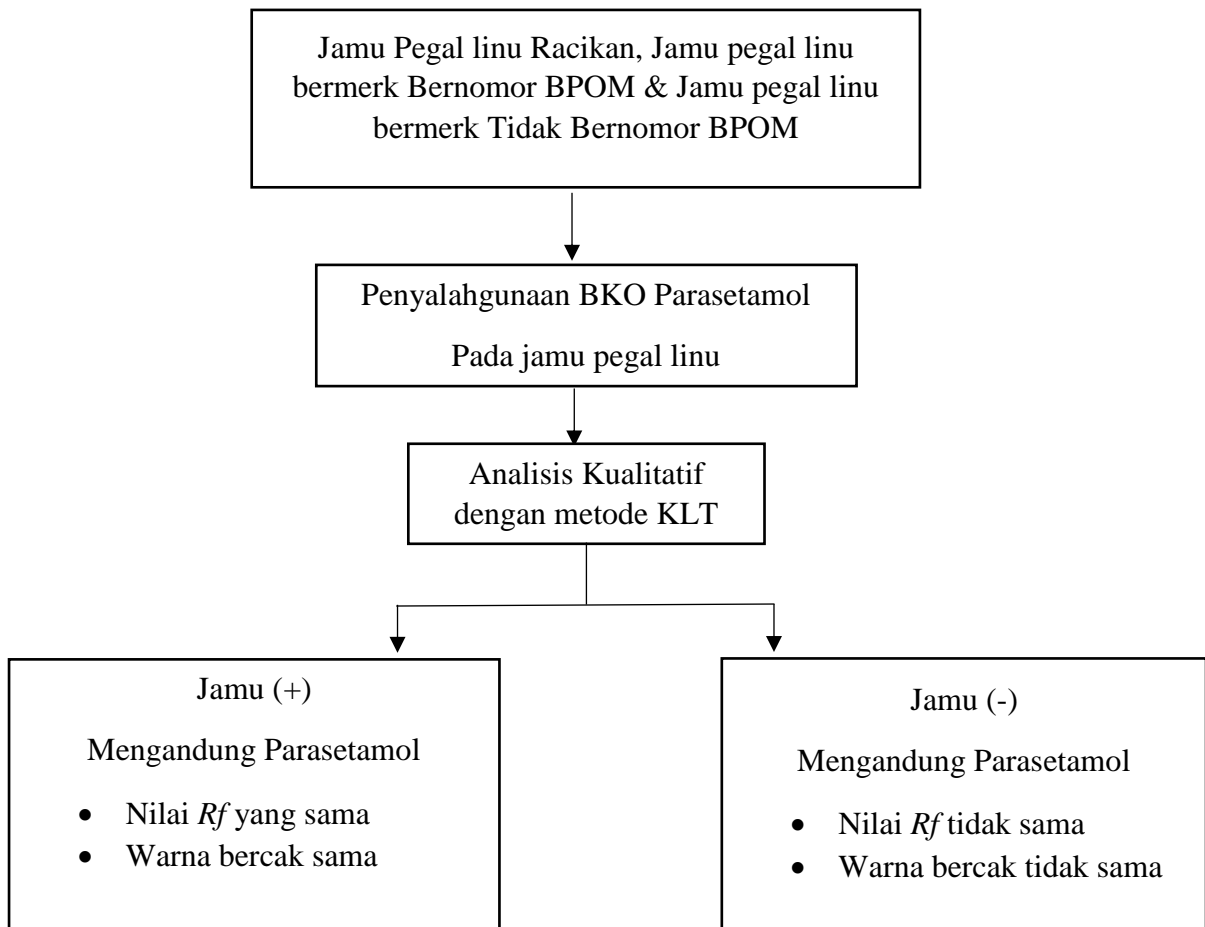 Jamu Pegal linu Racikan, Jamu pegal linu
bermerk Bernomor BPOM & Jamu pegal linu
bermerk Tidak Bernomor BPOM
Penyalahgunaan BKO Parasetamol
Pada jamu pegal linu
Analisis Kualitatif
dengan metode KLT
Jamu (+)
Mengandung Parasetamol
• Nilai Rf yang sama
• Warna bercak sama
Jamu (-)
Mengandung Parasetamol
• Nilai Rf tidak sama
• Warna bercak tidak sama